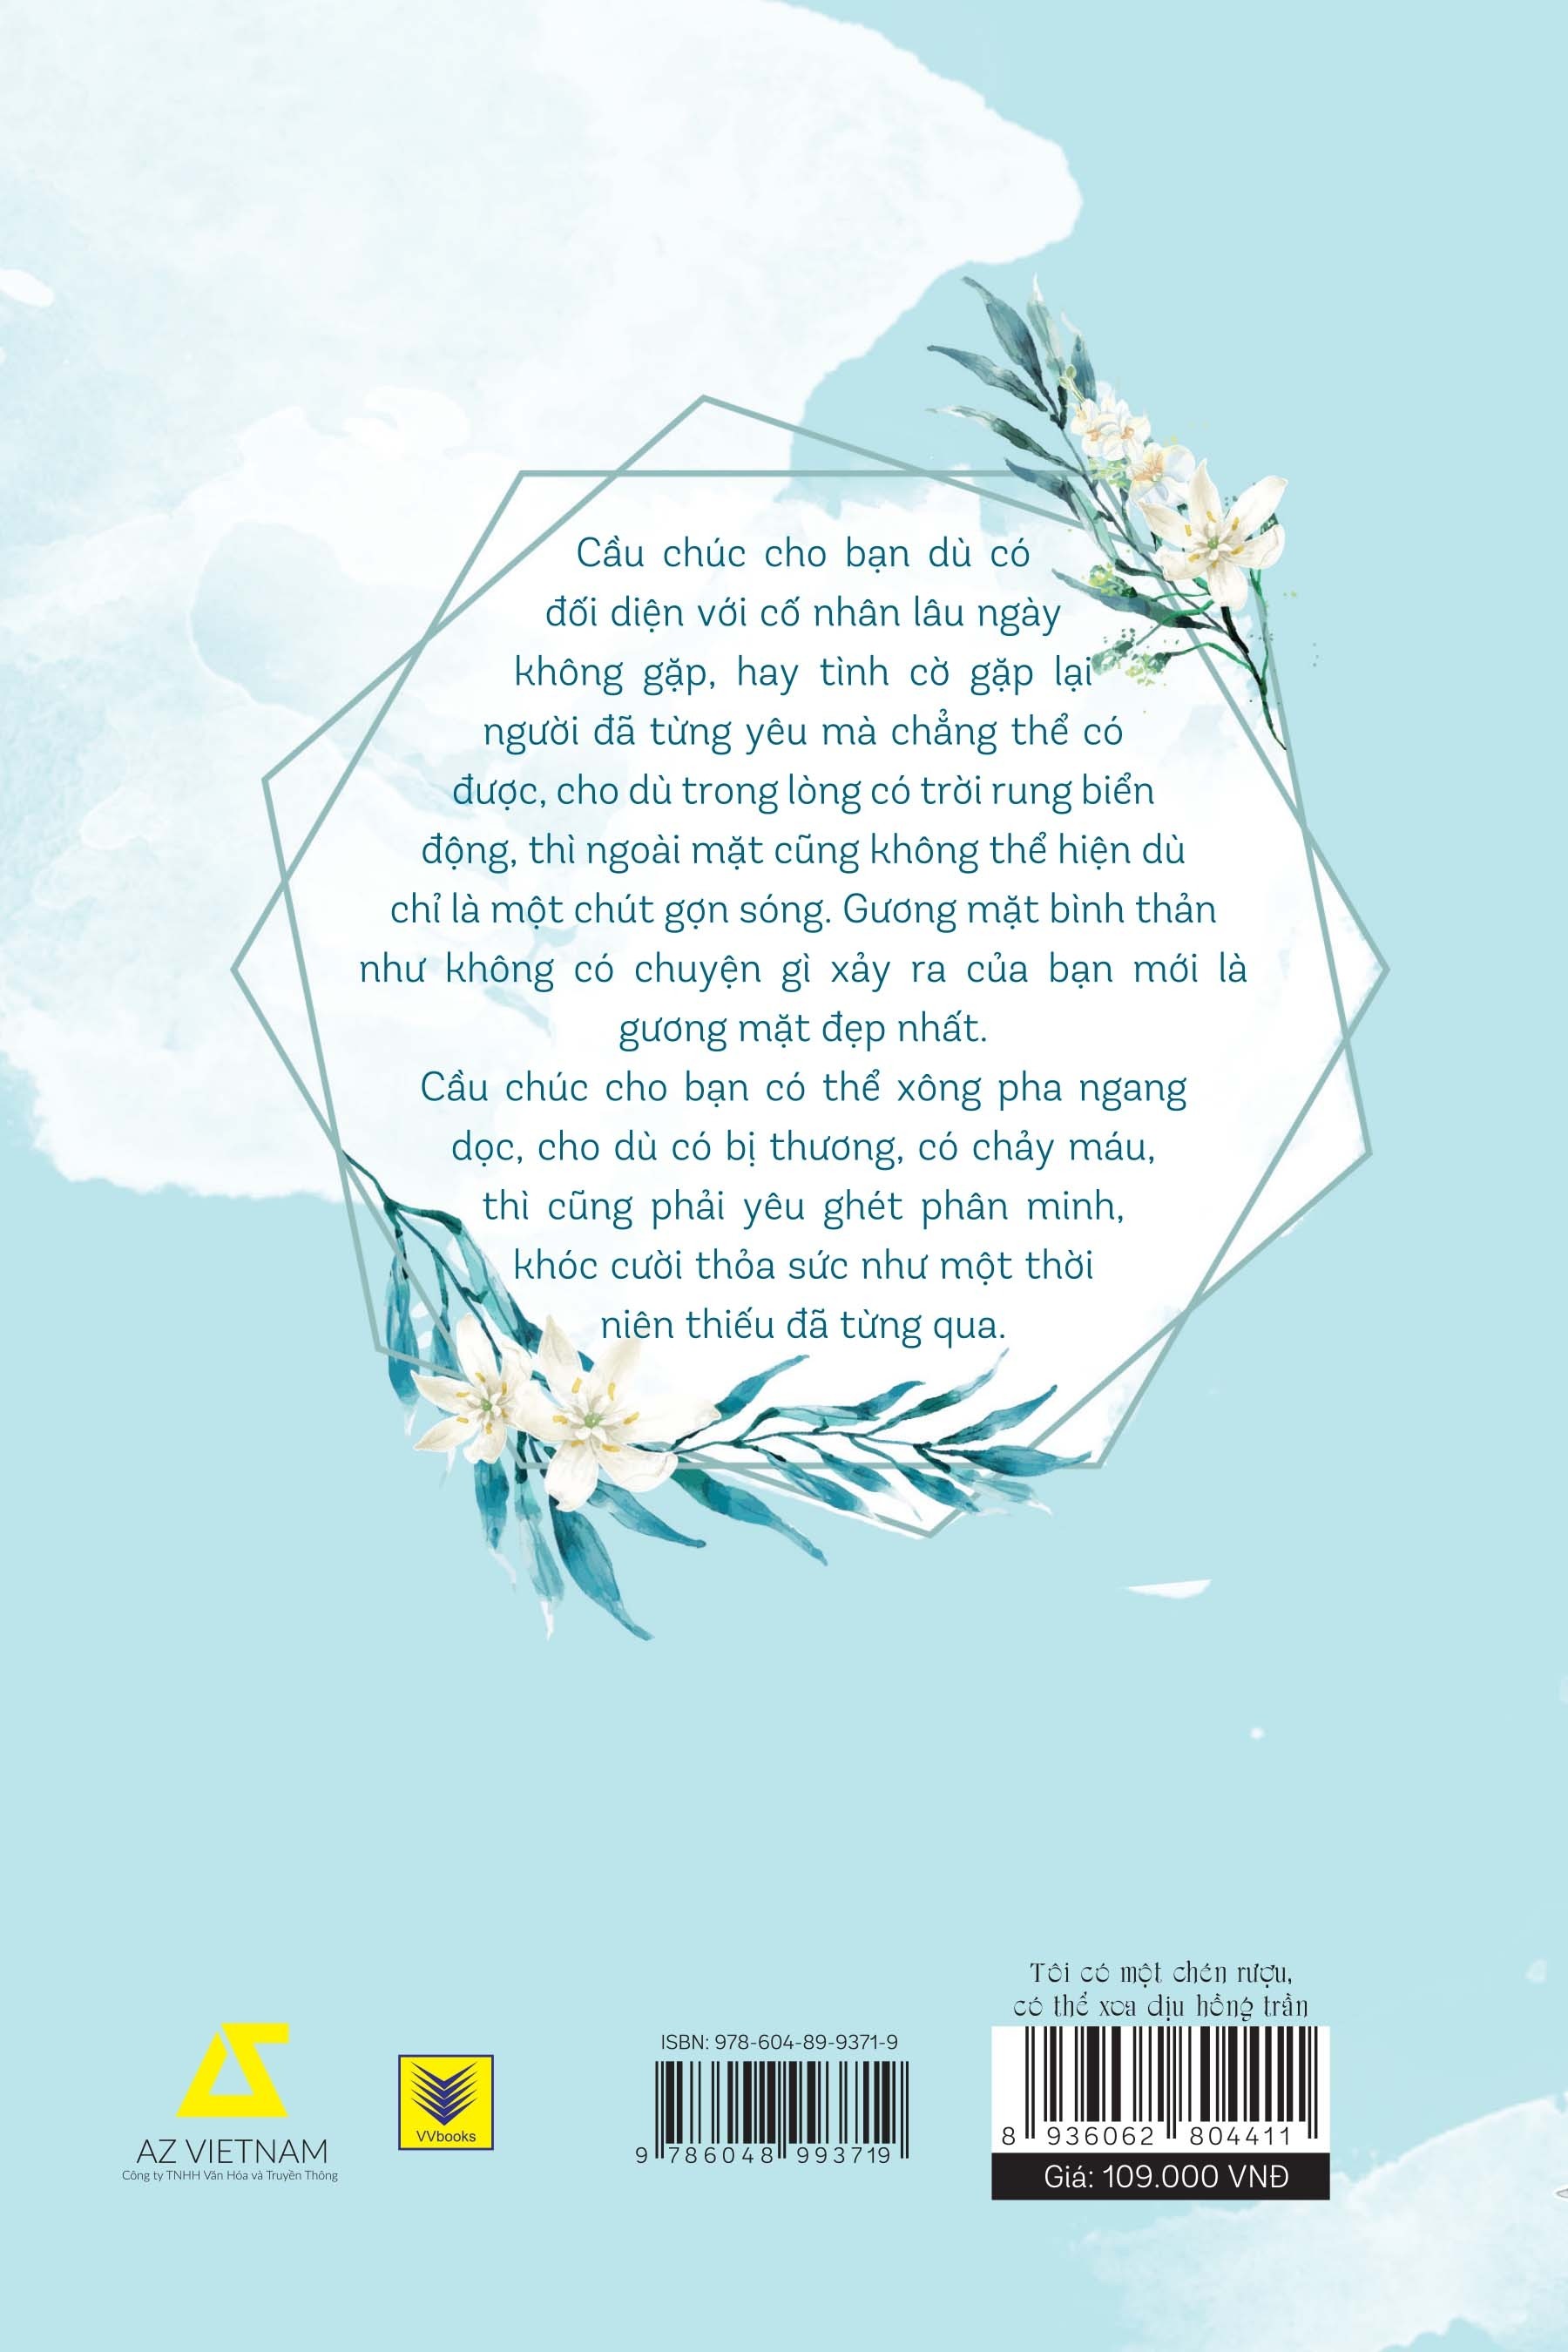 Cầu chúc cho bạn dù có
đối diện với cố nhân lâu ngày
không gặp, hay tình cờ gặp lại
người đã từng yêu mà chẳng thể có
được, cho dù trong lòng có trời rung biển
động, thì ngoài mặt cũng không thể hiện dù
chỉ là một chút gợn sóng. Gương mặt bình thản
như không có chuyện gì xảy ra của bạn mới là
gương mặt đẹp nhất.
Cầu chúc cho bạn có thể xông pha ngang
dọc, cho dù có bị thương, có chảy máu,
thì cũng phải yêu ghét phân minh,
khóc cười thỏa sức như một thời
niên thiếu đã từng qua.
AZ VIETNAM
Công ty TNHH Văn Hóa và Truyền Thông
VVbooks
ISBN: 978-604-89-9371-9
9 786048 993719
Tôi có một chén rượu,
có thể xoa dịu hồng trần
8 936062 804411
Giá: 109.000 VNĐ